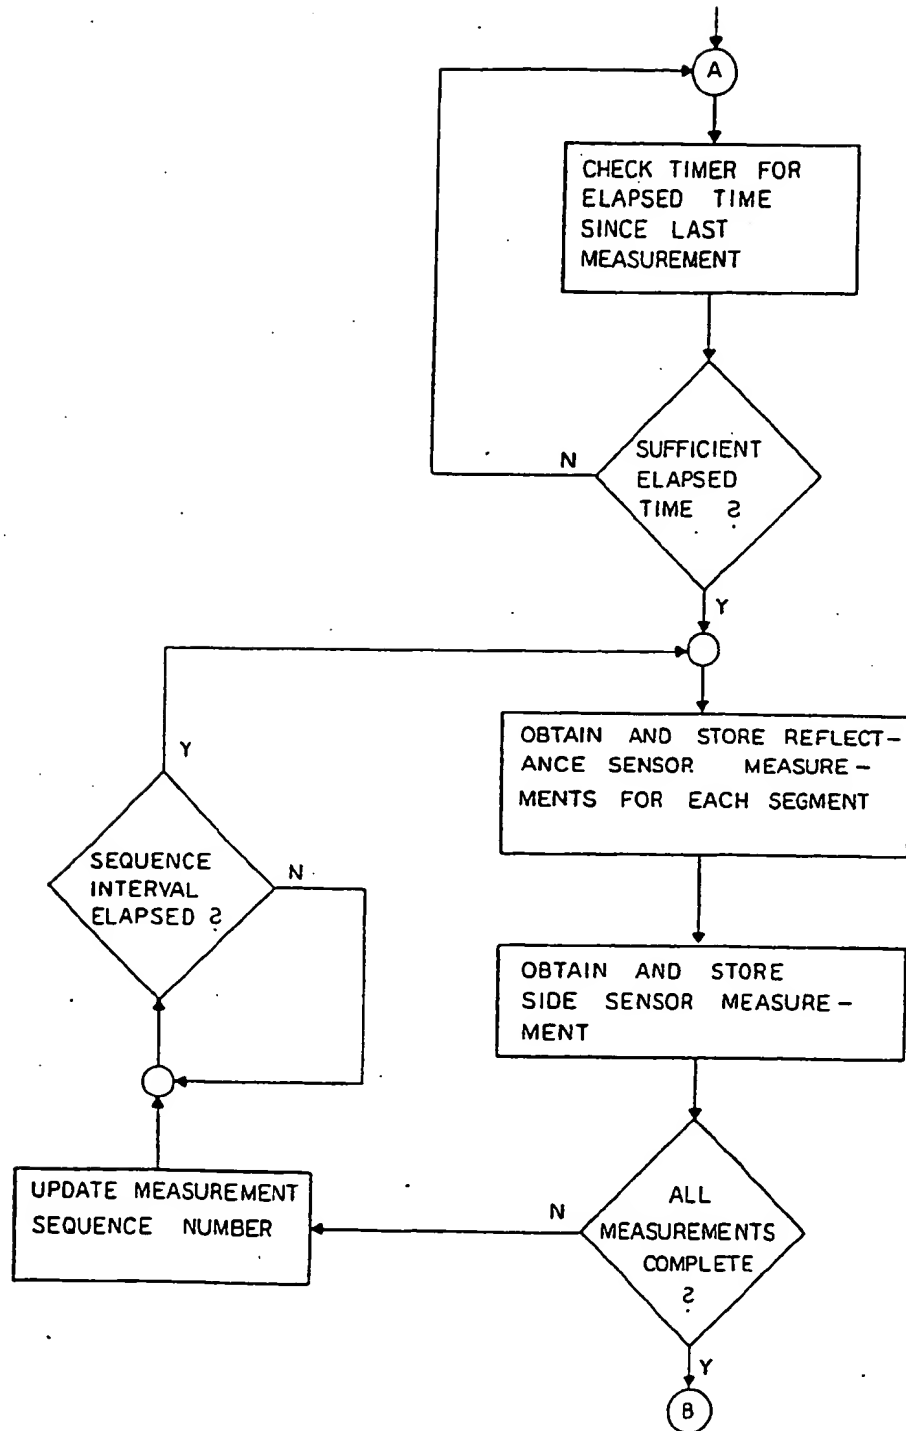 A
CHECK TIMER FOR
ELAPSED TIME
SINCE LAST
MEASUREMENT
SUFFICIENT
ELAPSED
TIME ?
N
Y
OBTAIN AND STORE REFLECT-
ANCE SENSOR MEASURE-
MENTS FOR EACH SEGMENT
Y
SEQUENCE
INTERVAL
ELAPSED ?
N
OBTAIN AND STORE
SIDE SENSOR MEASURE-
MENT
UPDATE MEASUREMENT
SEQUENCE NUMBER
N
ALL
MEASUREMENTS
COMPLETE
?
Y
B